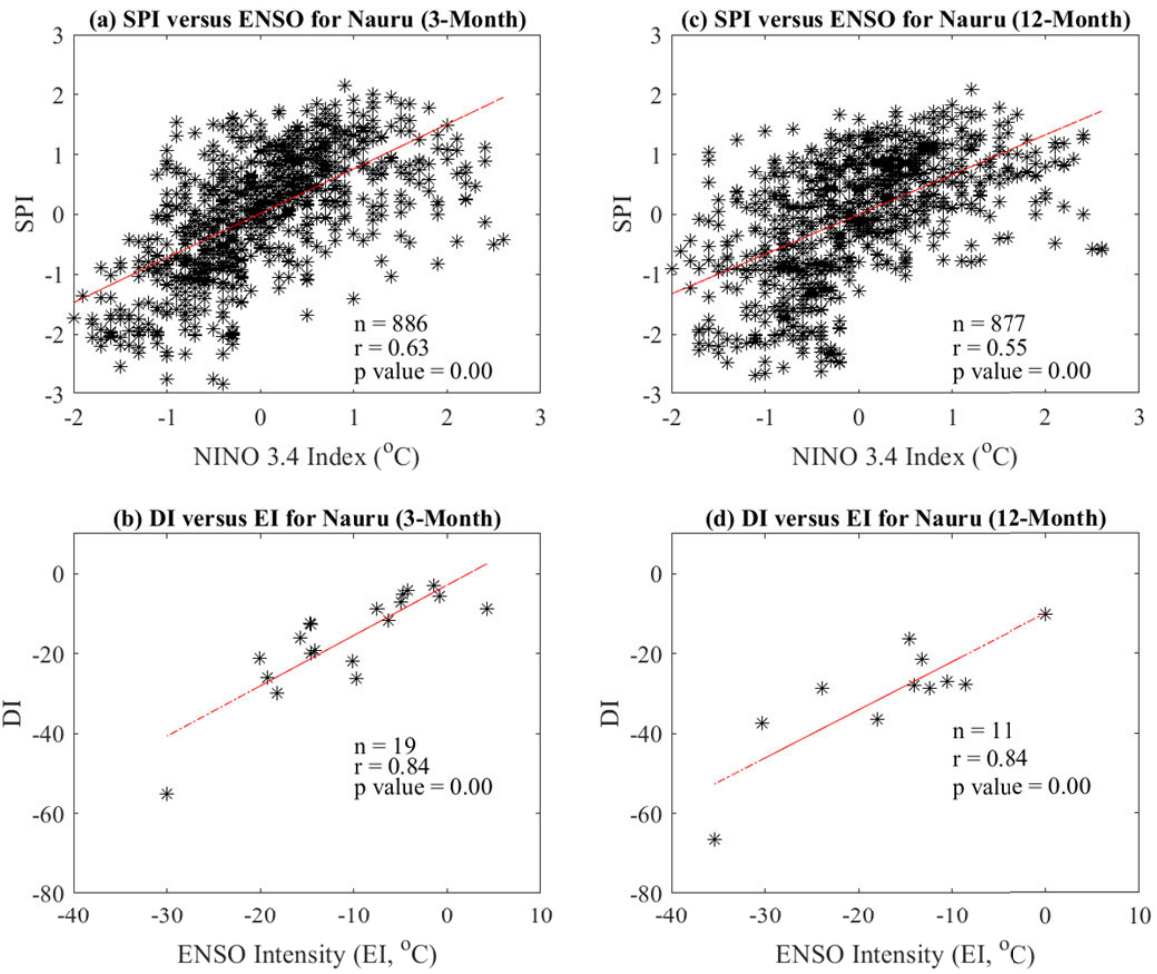 (a) SPI versus ENSO for Nauru (3-Month)
3
2
1
0
-1
-2
-3
SPI
n = 886
r = 0.63
p value = 0.00
-2
-1
0
1
2
3
NINO 3.4 Index (°C)
(c) SPI versus ENSO for Nauru (12-Month)
3
2
1
0
-1
-2
-3
SPI
n = 877
r = 0.55
p value = 0.00
-2
-1
0
1
2
3
NINO 3.4 Index (°C)
(b) DI versus EI for Nauru (3-Month)
0
-20
-40
-60
-80
DI
n = 19
r = 0.84
p value = 0.00
-40
-30
-20
-10
0
10
ENSO Intensity (EI, °C)
(d) DI versus EI for Nauru (12-Month)
0
-20
-40
-60
-80
DI
n = 11
r = 0.84
p value = 0.00
-40
-30
-20
-10
0
10
ENSO Intensity (EI, °C)